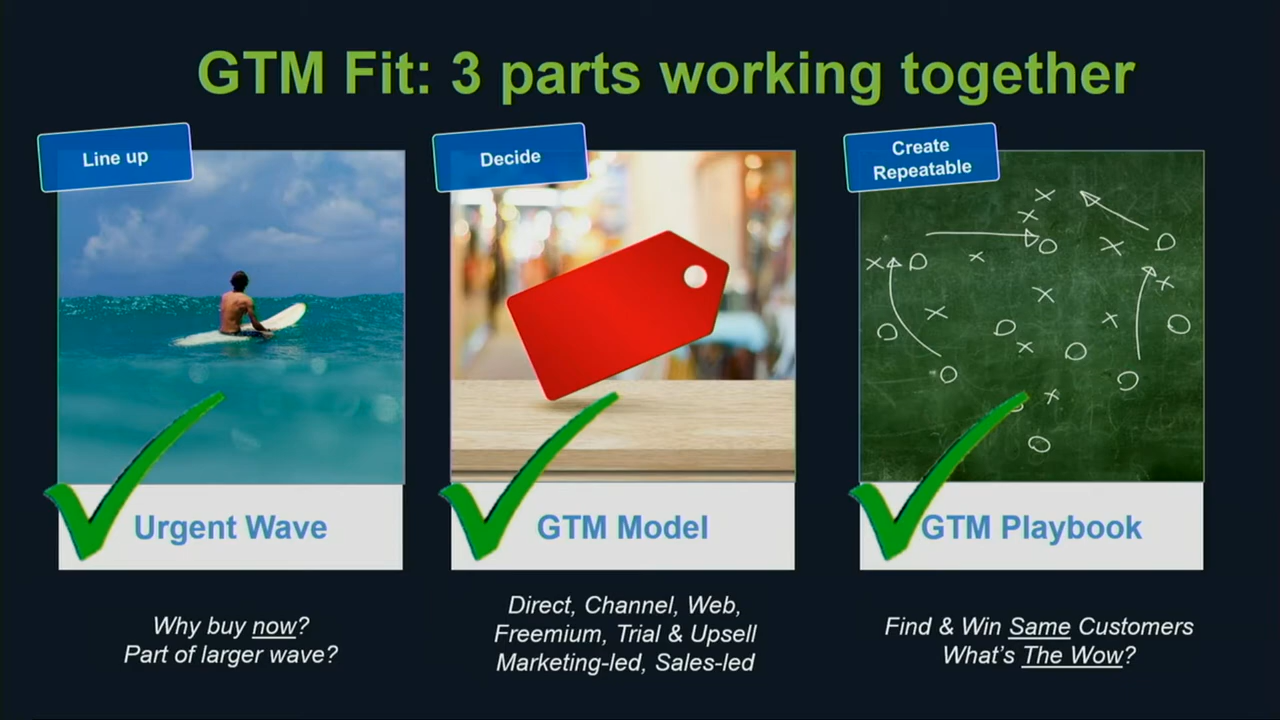 GTM Fit: 3 parts working together
Line up
Urgent Wave
Why buy now?
Part of larger wave?
Decide
GTM Model
Direct, Channel, Web,
Freemium, Trial & Upsell
Marketing-led, Sales-led
Create
Repeatable
GTM Playbook
Find & Win Same Customers
What's The Wow?